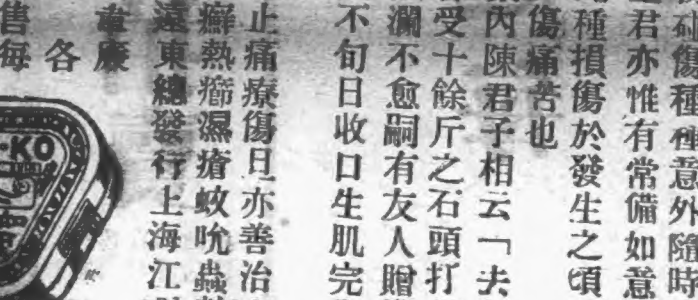 傷種種意外隨時
君亦惟有常備如意
種損傷於發生之頃
傷痛苦也
內陳君子相云「去
受十餘斤之石頭打
瀾不愈嗣有友人贈
不旬日收口生肌完
止痛療傷且亦善治
癬熱癤濕瘡蚊吮蟲
遠東總發行上海江
各
售每
KO